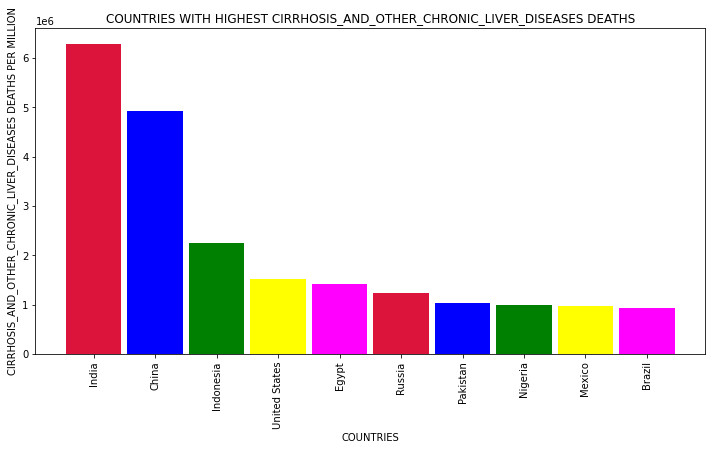 COUNTRIES WITH HIGHEST CIRRHOSIS_AND_OTHER_CHRONIC_LIVER_DISEASES DEATHS
1e6
CIRRHOSIS_AND_OTHER_CHRONIC_LIVER_DISEASES DEATHS PER MILLION
6
5
4
3
2
1
0
India
China
Indonesia
United States
Egypt
Russia
Pakistan
Nigeria
Mexico
Brazil
COUNTRIES